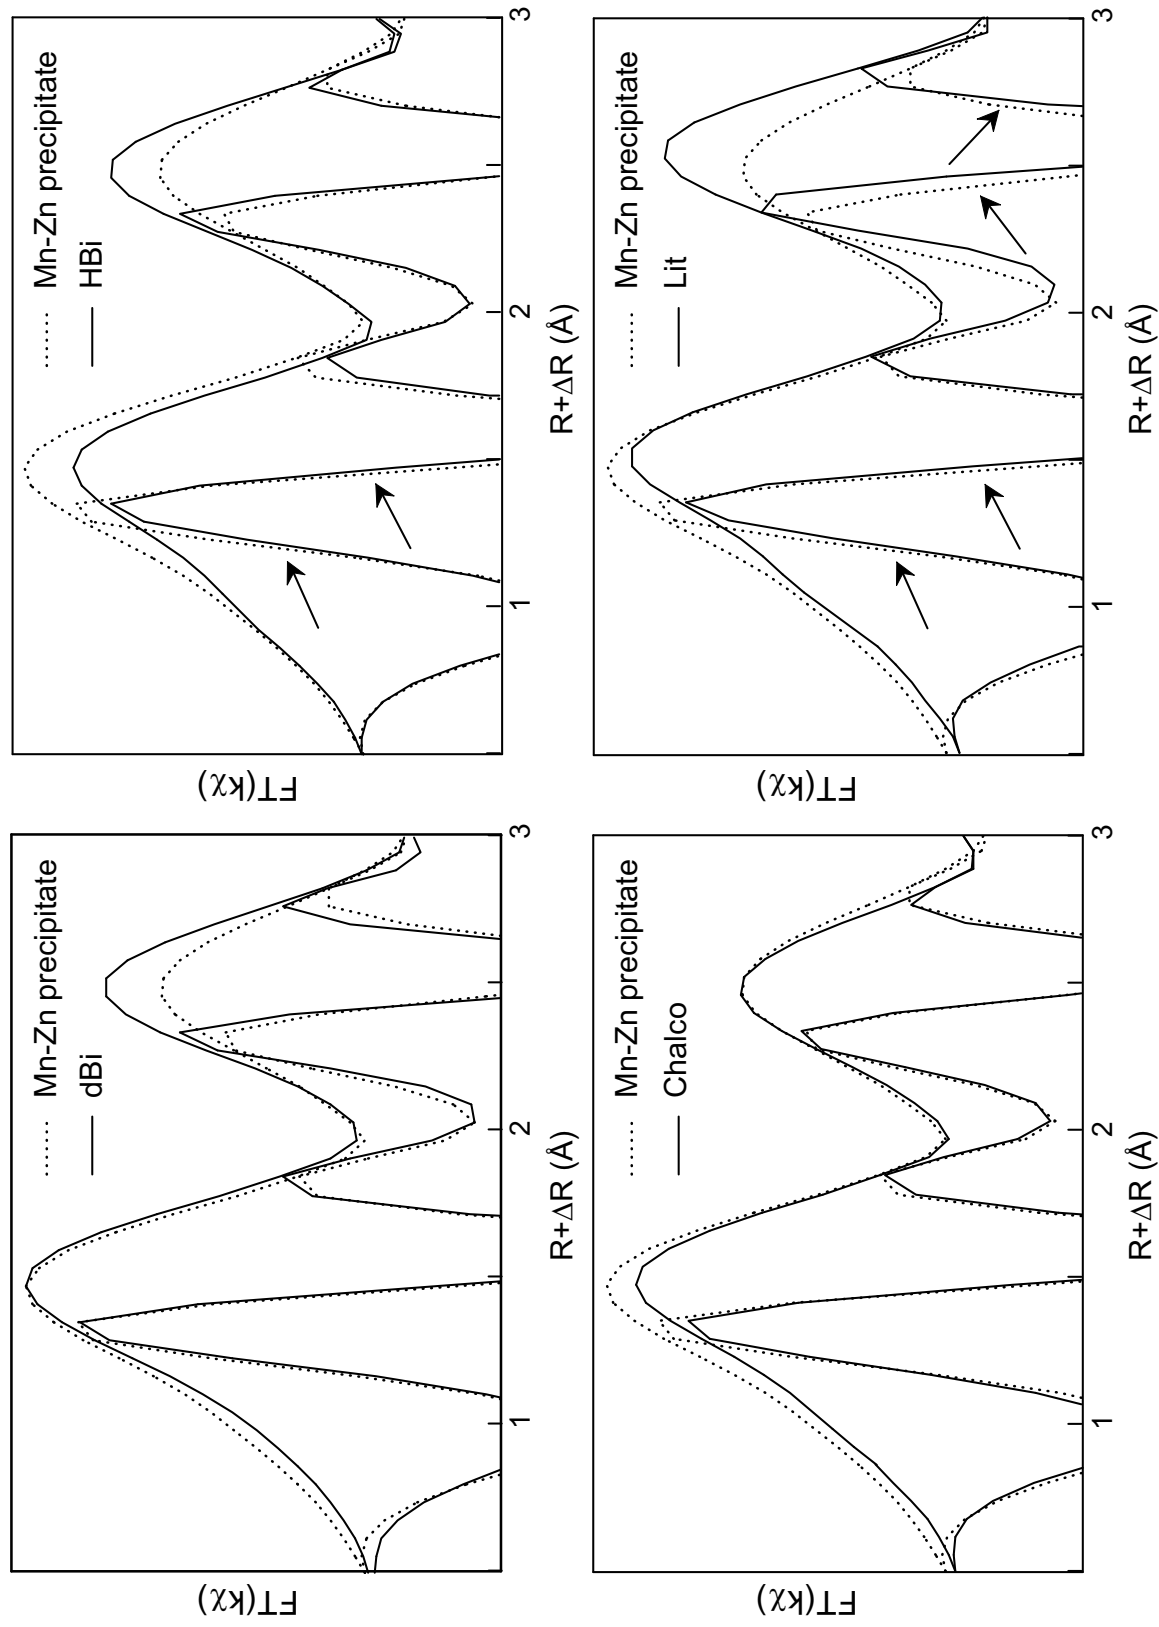 Mn-Zn precipitate
dBi
FT(kχ)
1 2 3
R+ΔR (Å)
Mn-Zn precipitate
HBi
FT(kχ)
1 2 3
R+ΔR (Å)
Mn-Zn precipitate
Chalco
FT(kχ)
1 2 3
R+ΔR (Å)
Mn-Zn precipitate
Lit
FT(kχ)
1 2 3
R+ΔR (Å)